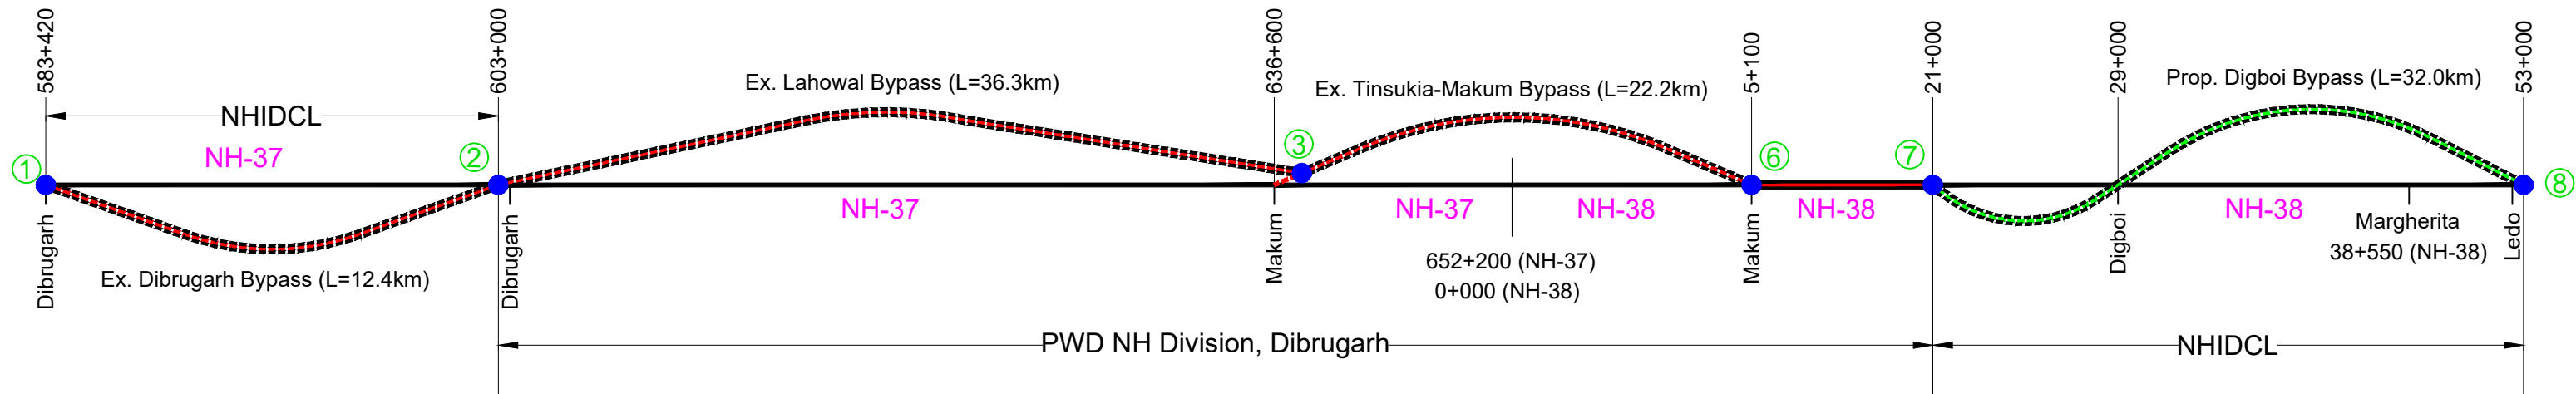 583+420
603+000
636+600
5+100
21+000
29+000
53+000
Ex. Lahowal Bypass (L=36.3km)
Ex. Tinsukia-Makum Bypass (L=22.2km)
Prop. Digboi Bypass (L=32.0km)
NHIDCL
NH-37
1
2
3
6
7
8
NH-37
NH-37
NH-38
NH-38
NH-38
Dibrugarh
Dibrugarh
Makum
Makum
Digboi
Margherita
38+550 (NH-38)
Ledo
Ex. Dibrugarh Bypass (L=12.4km)
652+200 (NH-37)
0+000 (NH-38)
PWD NH Division, Dibrugarh
NHIDCL